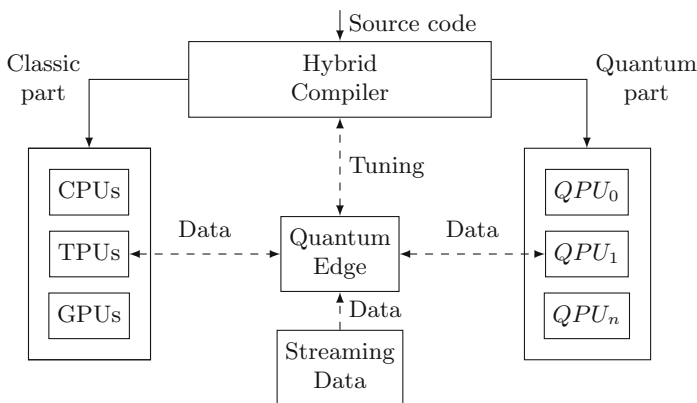 Source code
Classic
part
Hybrid
Compiler
Quantum
part
Tuning
CPUs
TPUs
GPUs
Data
Quantum
Edge
Data
QPU₀
QPU₁
QPUₙ
Data
Streaming
Data